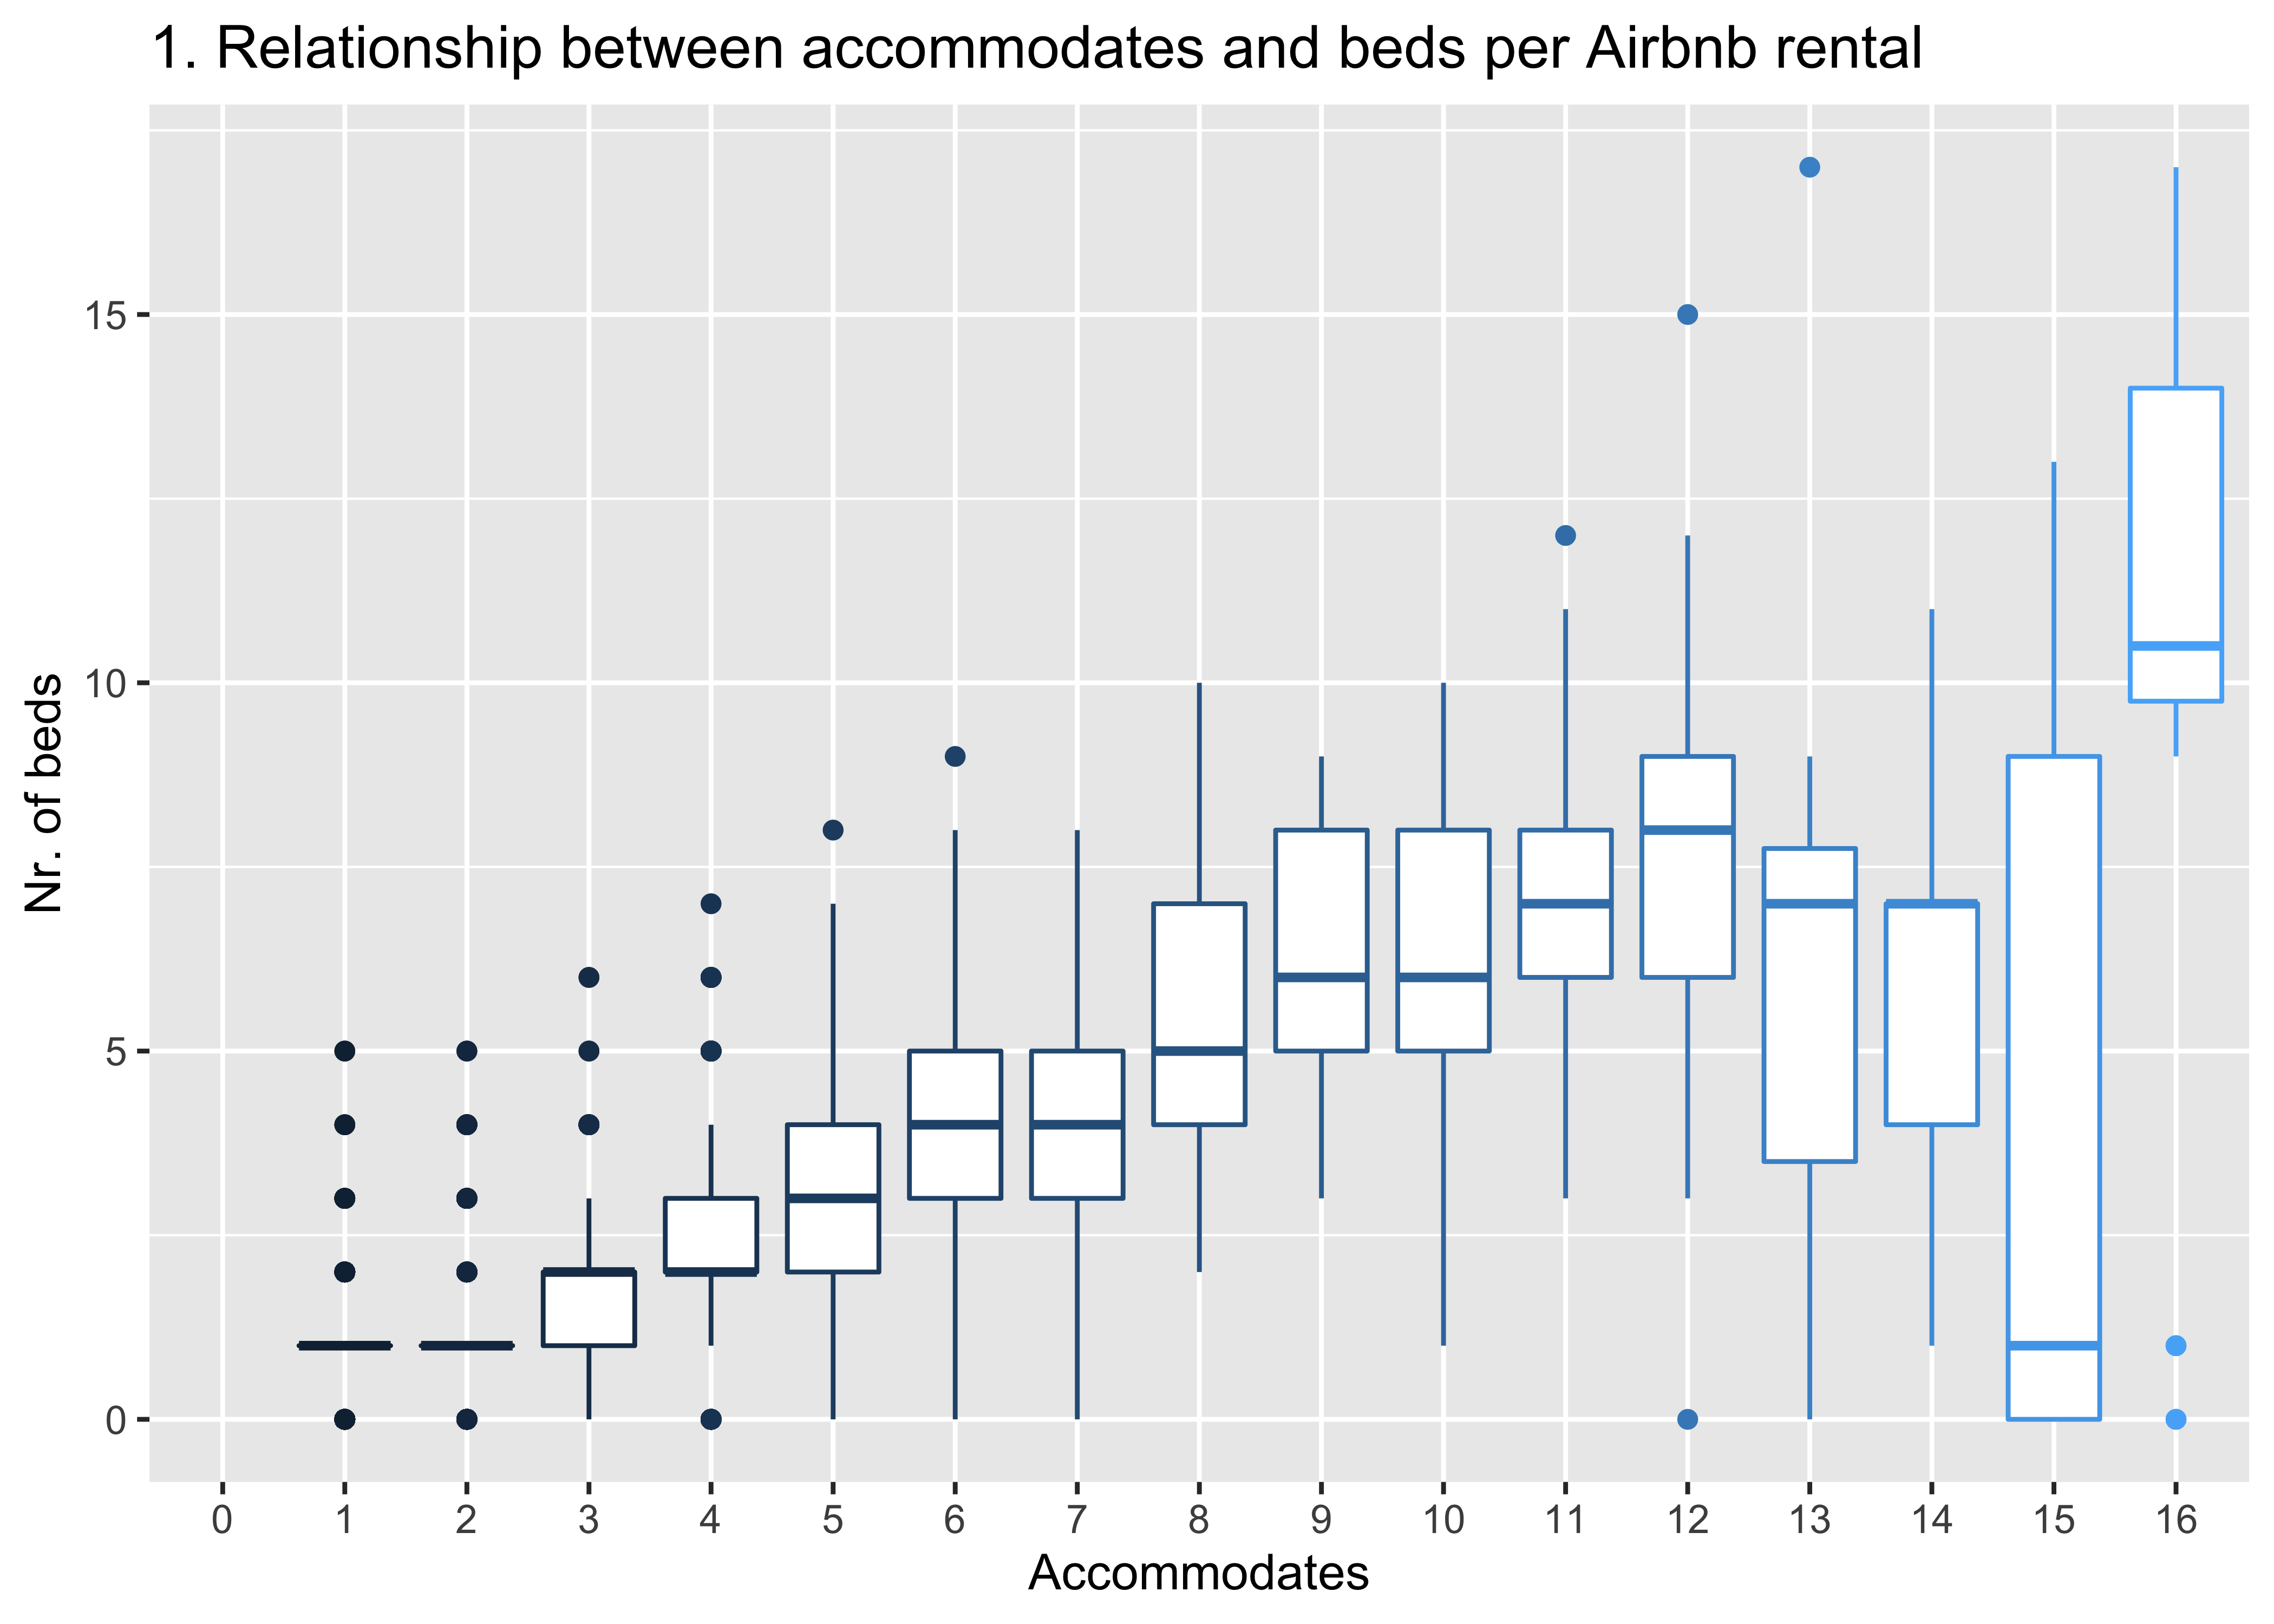 1. Relationship between accommodates and beds per Airbnb rental
Nr. of beds
15
10
5
0
0 1 2 3 4 5 6 7 8 9 10 11 12 13 14 15 16
Accommodates